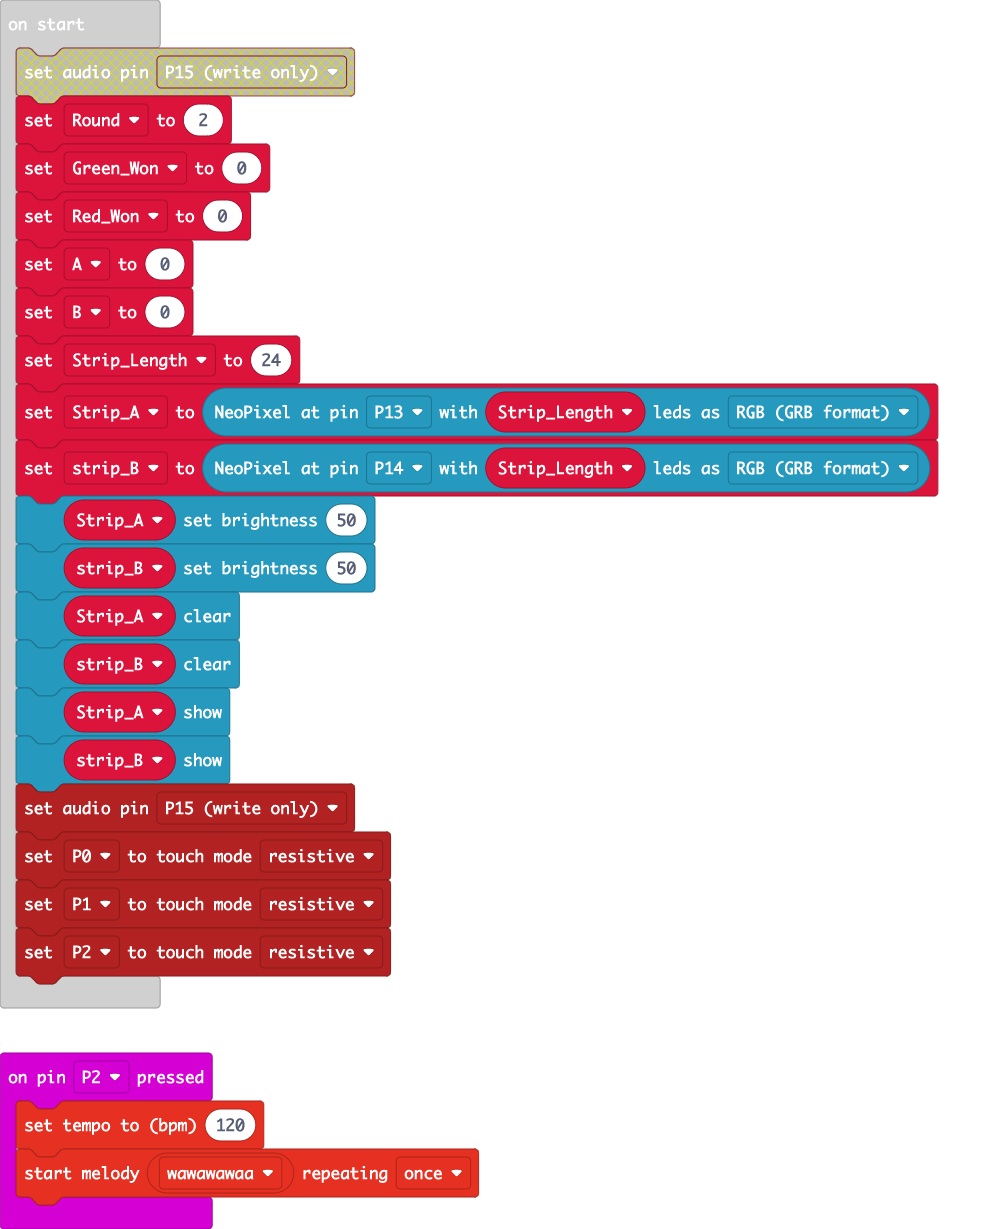 on start
set audio pin P15 (write only)
set Round to 2
set Green_Won to 0
set Red_Won to 0
set A to 0
set B to 0
set Strip_Length to 24
set Strip_A to NeoPixel at pin P13 with Strip_Length leds as RGB (GRB format)
set strip_B to NeoPixel at pin P14 with Strip_Length leds as RGB (GRB format)
Strip_A set brightness 50
strip_B set brightness 50
Strip_A clear
strip_B clear
Strip_A show
strip_B show
set audio pin P15 (write only)
set P0 to touch mode resistive
set P1 to touch mode resistive
set P2 to touch mode resistive
on pin P2 pressed
set tempo to (bpm) 120
start melody wawawawaa repeating once